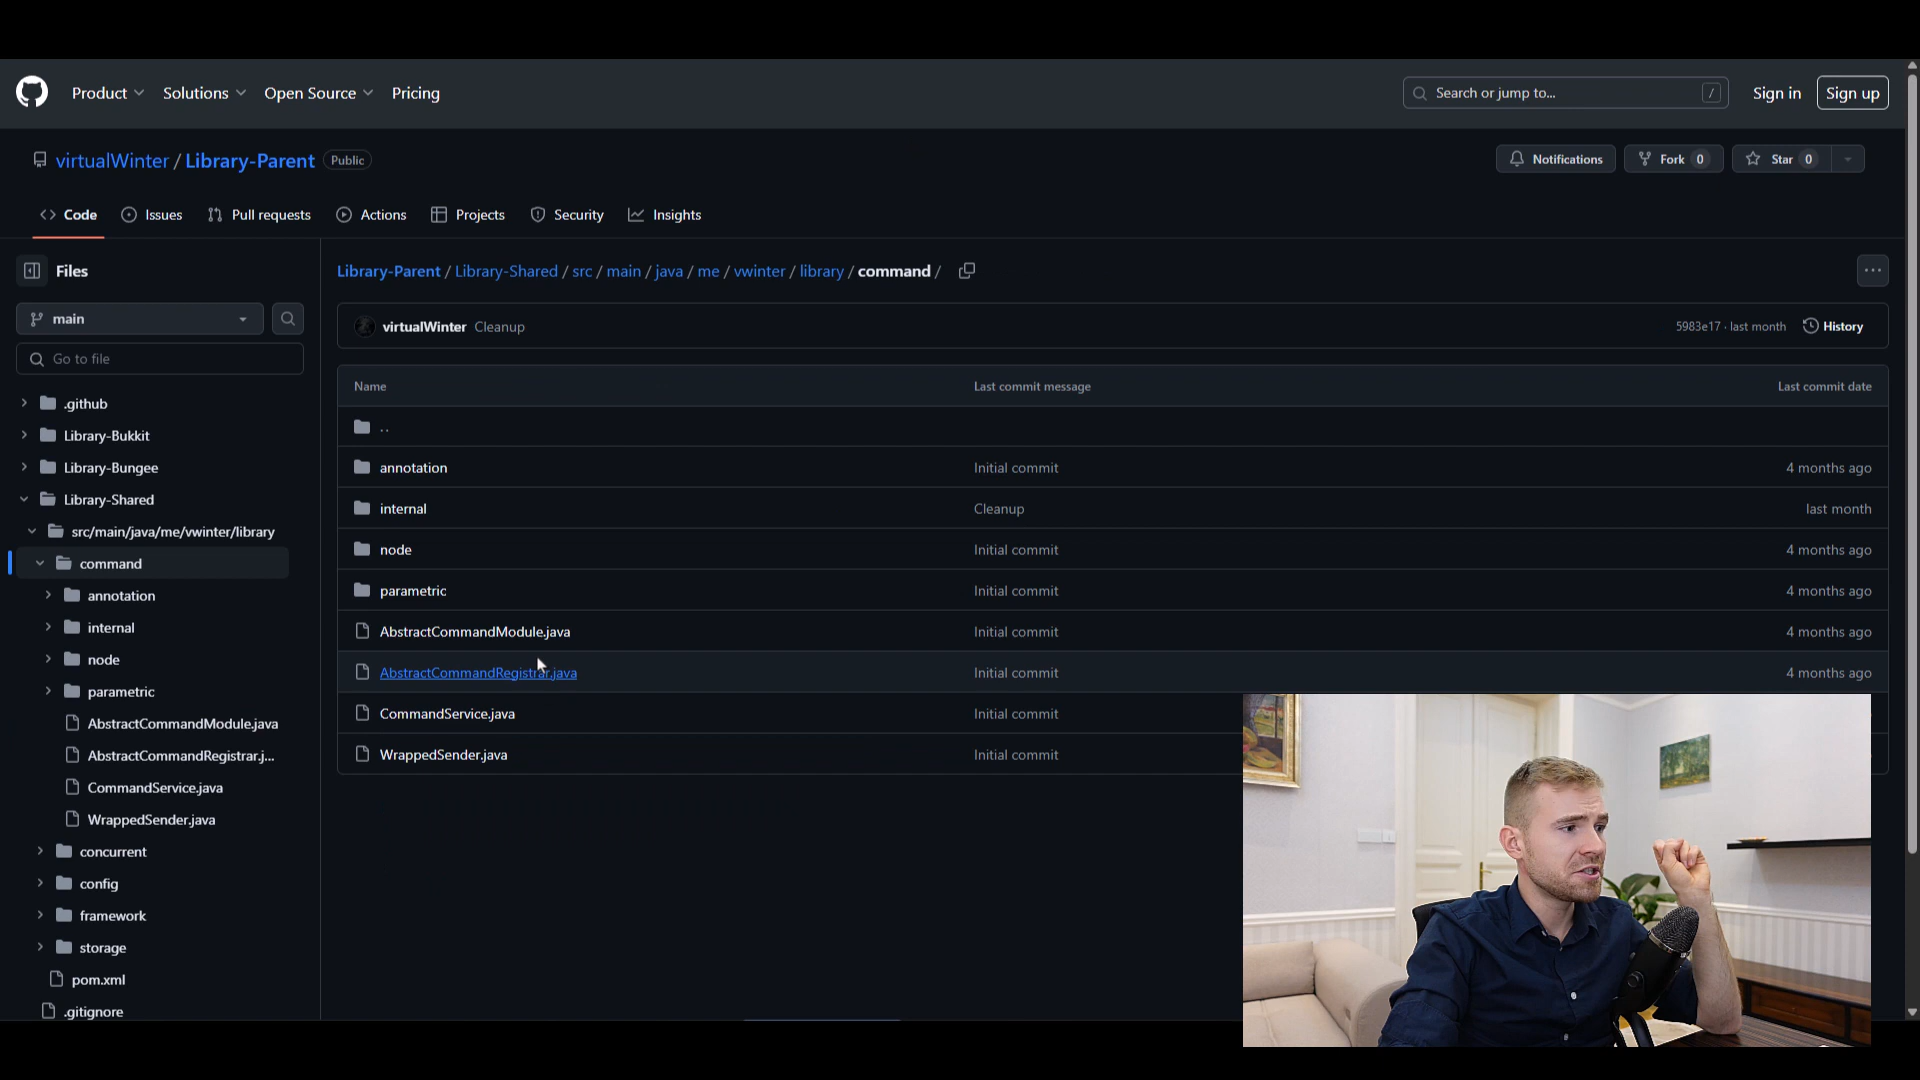 Product Solutions Open Source Pricing Search or jump to... / Sign in Sign up
virtualWinter / Library-Parent Public Notifications Fork 0 Star 0
Code Issues Pull requests Actions Projects Security Insights
Files
main
Go to file
.github
Library-Bukkit
Library-Bungee
Library-Shared
src/main/java/me/vwinter/library
command
annotation
internal
node
parametric
AbstractCommandModule.java
AbstractCommandRegistrar.j...
CommandService.java
WrappedSender.java
concurrent
config
framework
storage
pom.xml
.gitignore
Library-Parent / Library-Shared / src / main / java / me / vwinter / library / command /
virtualWinter Cleanup 5983e17 · last month History
Name Last commit message Last commit date
..
annotation Initial commit 4 months ago
internal Cleanup last month
node Initial commit 4 months ago
parametric Initial commit 4 months ago
AbstractCommandModule.java Initial commit 4 months ago
AbstractCommandRegistrar.java Initial commit 4 months ago
CommandService.java Initial commit
WrappedSender.java Initial commit